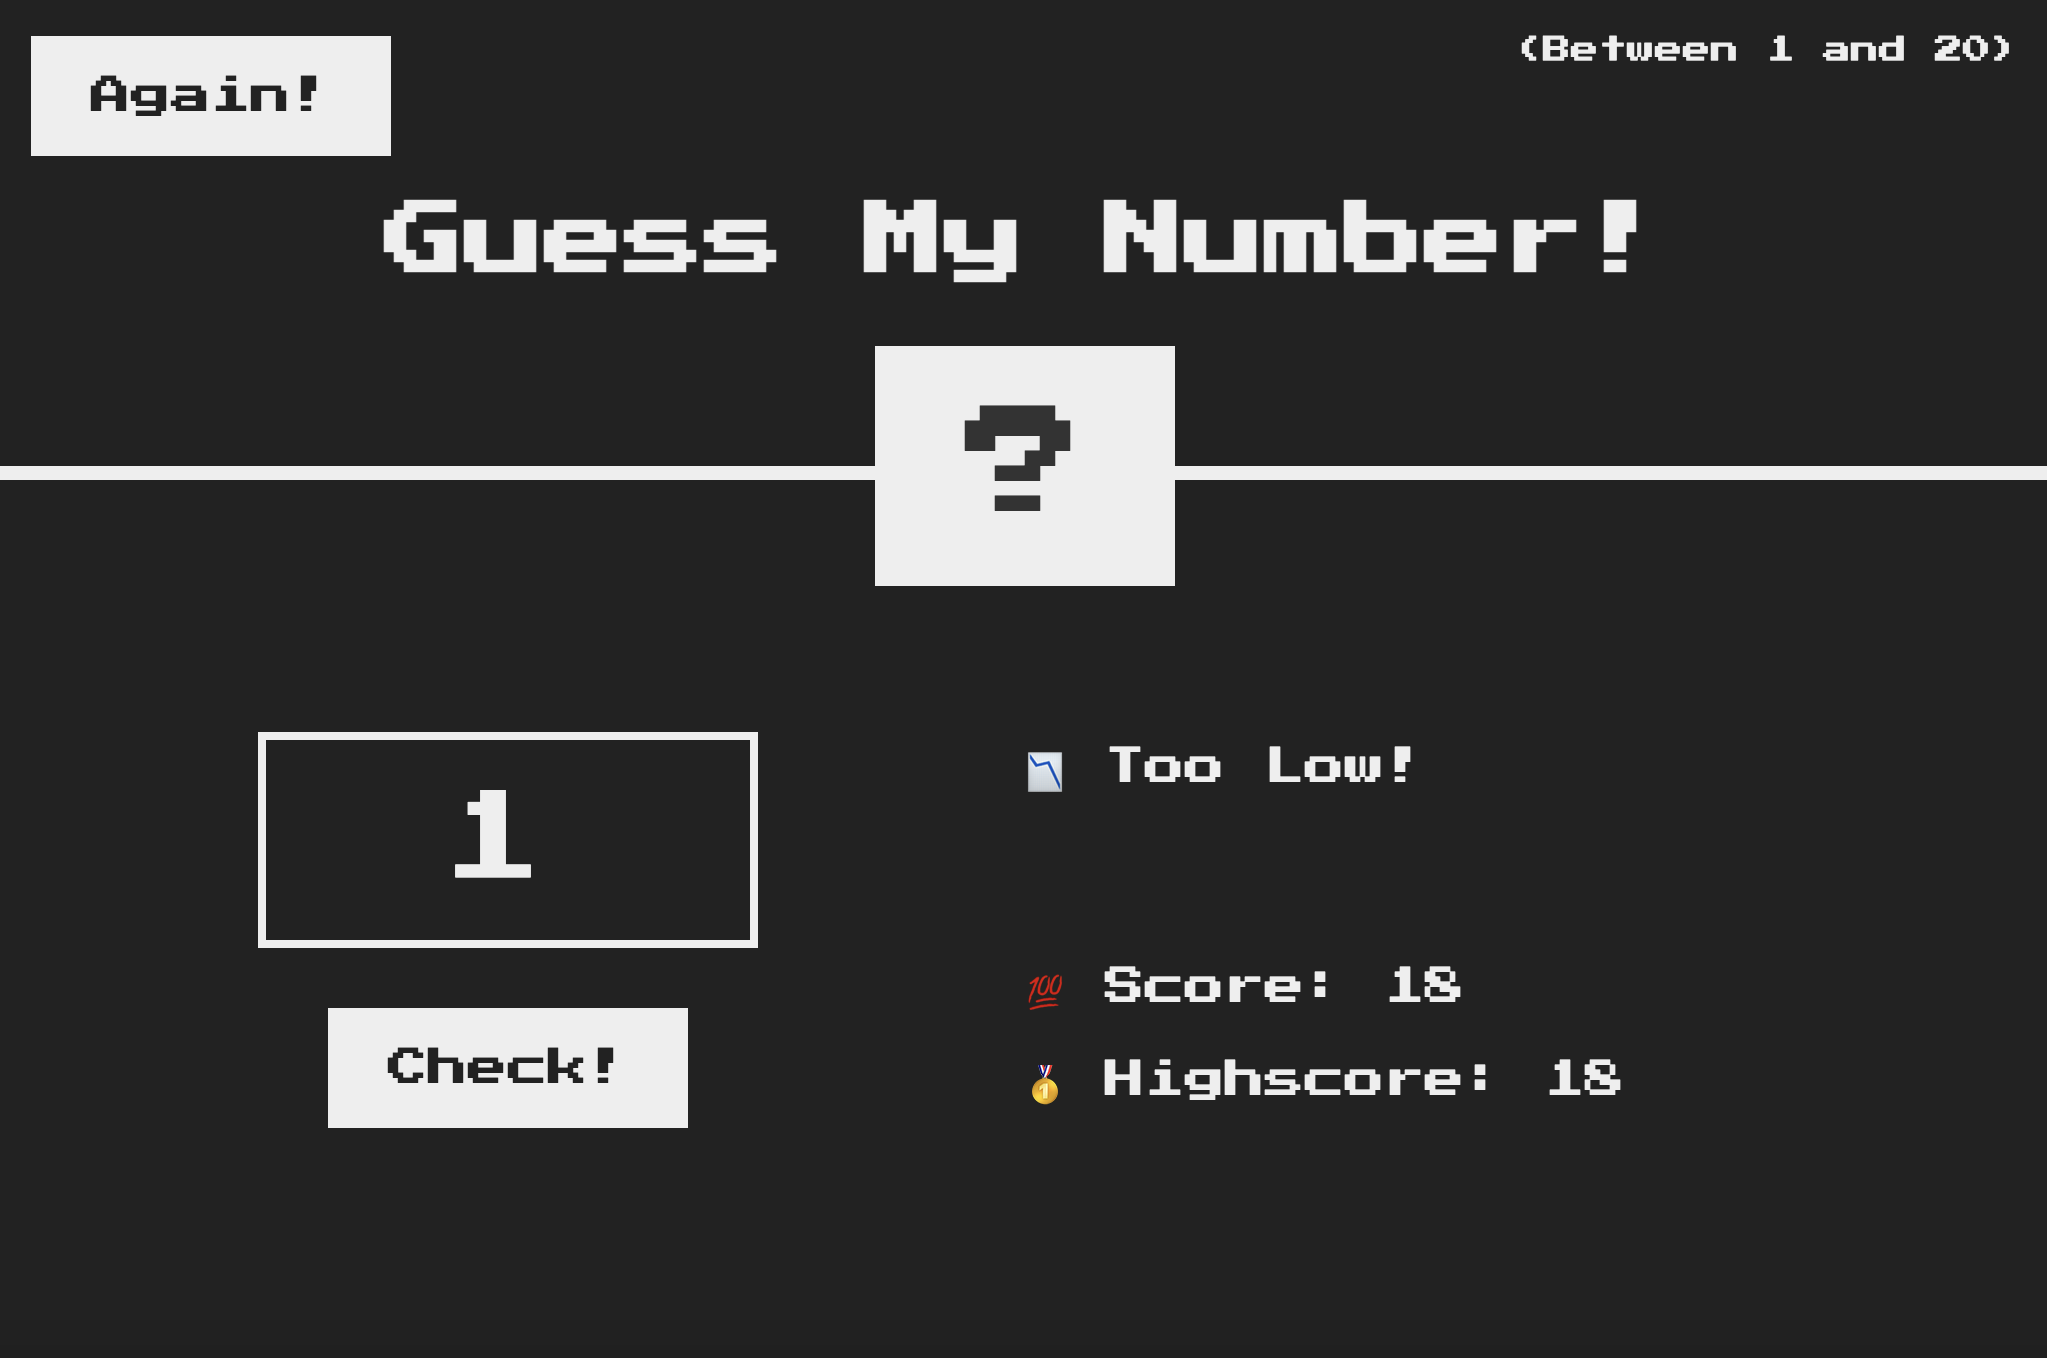 Again!
(Between 1 and 20)
Guess My Number!
?
1
Check!
📉 Too Low!
💯 Score: 18
🥇 Highscore: 18